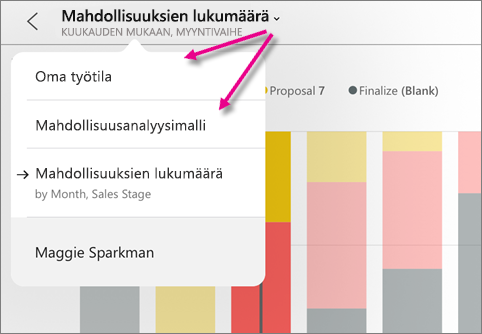 Mahdollisuuksien lukumäärä
KUUKAUDEN MUKAAN, MYYNTIVAIHE
Oma työtila
Proposal 7
Finalize (Blank)
Mahdollisuusanalyysimalli
Mahdollisuuksien lukumäärä
by Month, Sales Stage
Maggie Sparkman